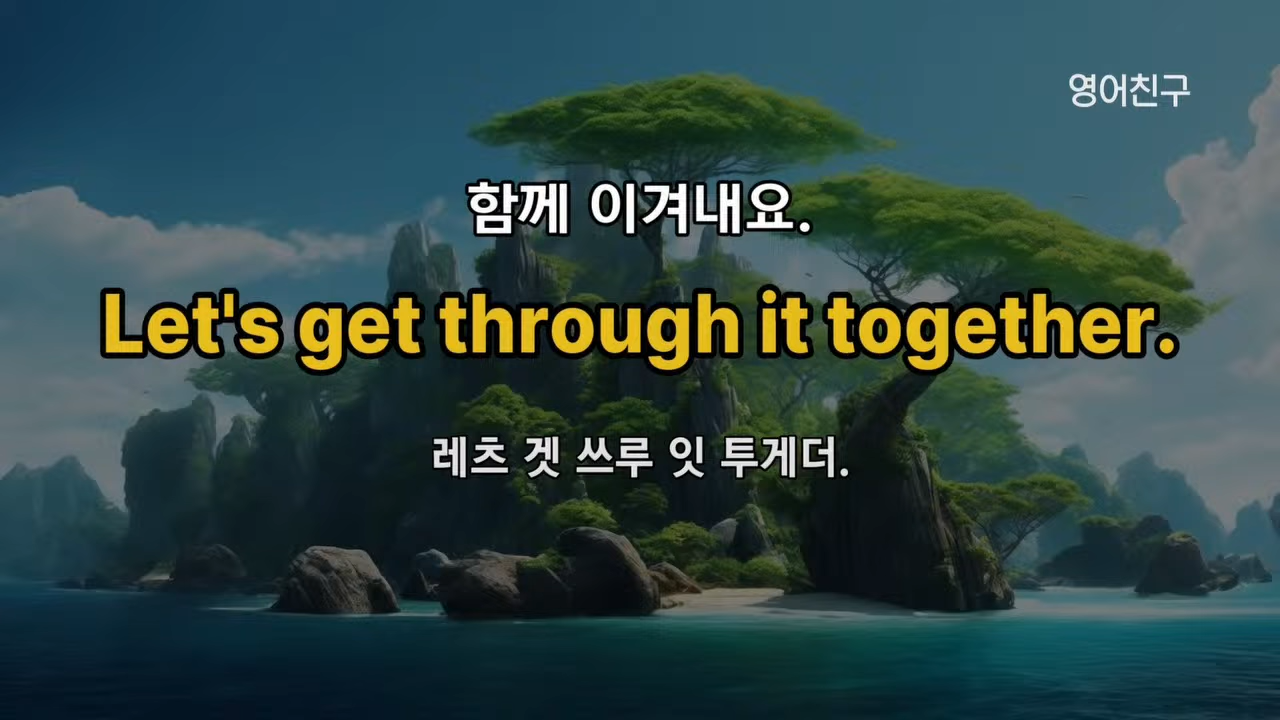 영어친구
함께 이겨내요.
Let's get through it together.
레츠 겟 쓰루 잇 투게더.